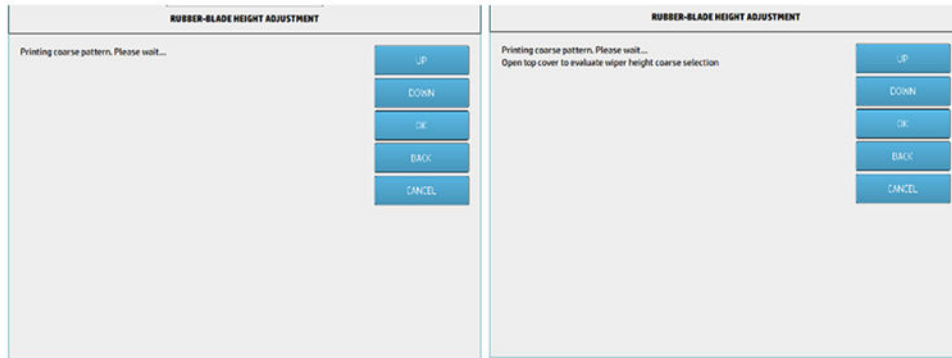 RUBBER-BLADE HEIGHT ADJUSTMENT
Printing coarse pattern. Please wait...
UP
DOWN
OK
BACK
CANCEL
RUBBER-BLADE HEIGHT ADJUSTMENT
Printing coarse pattern. Please wait...
Open top cover to evaluate wiper height coarse selection
UP
DOWN
OK
BACK
CANCEL